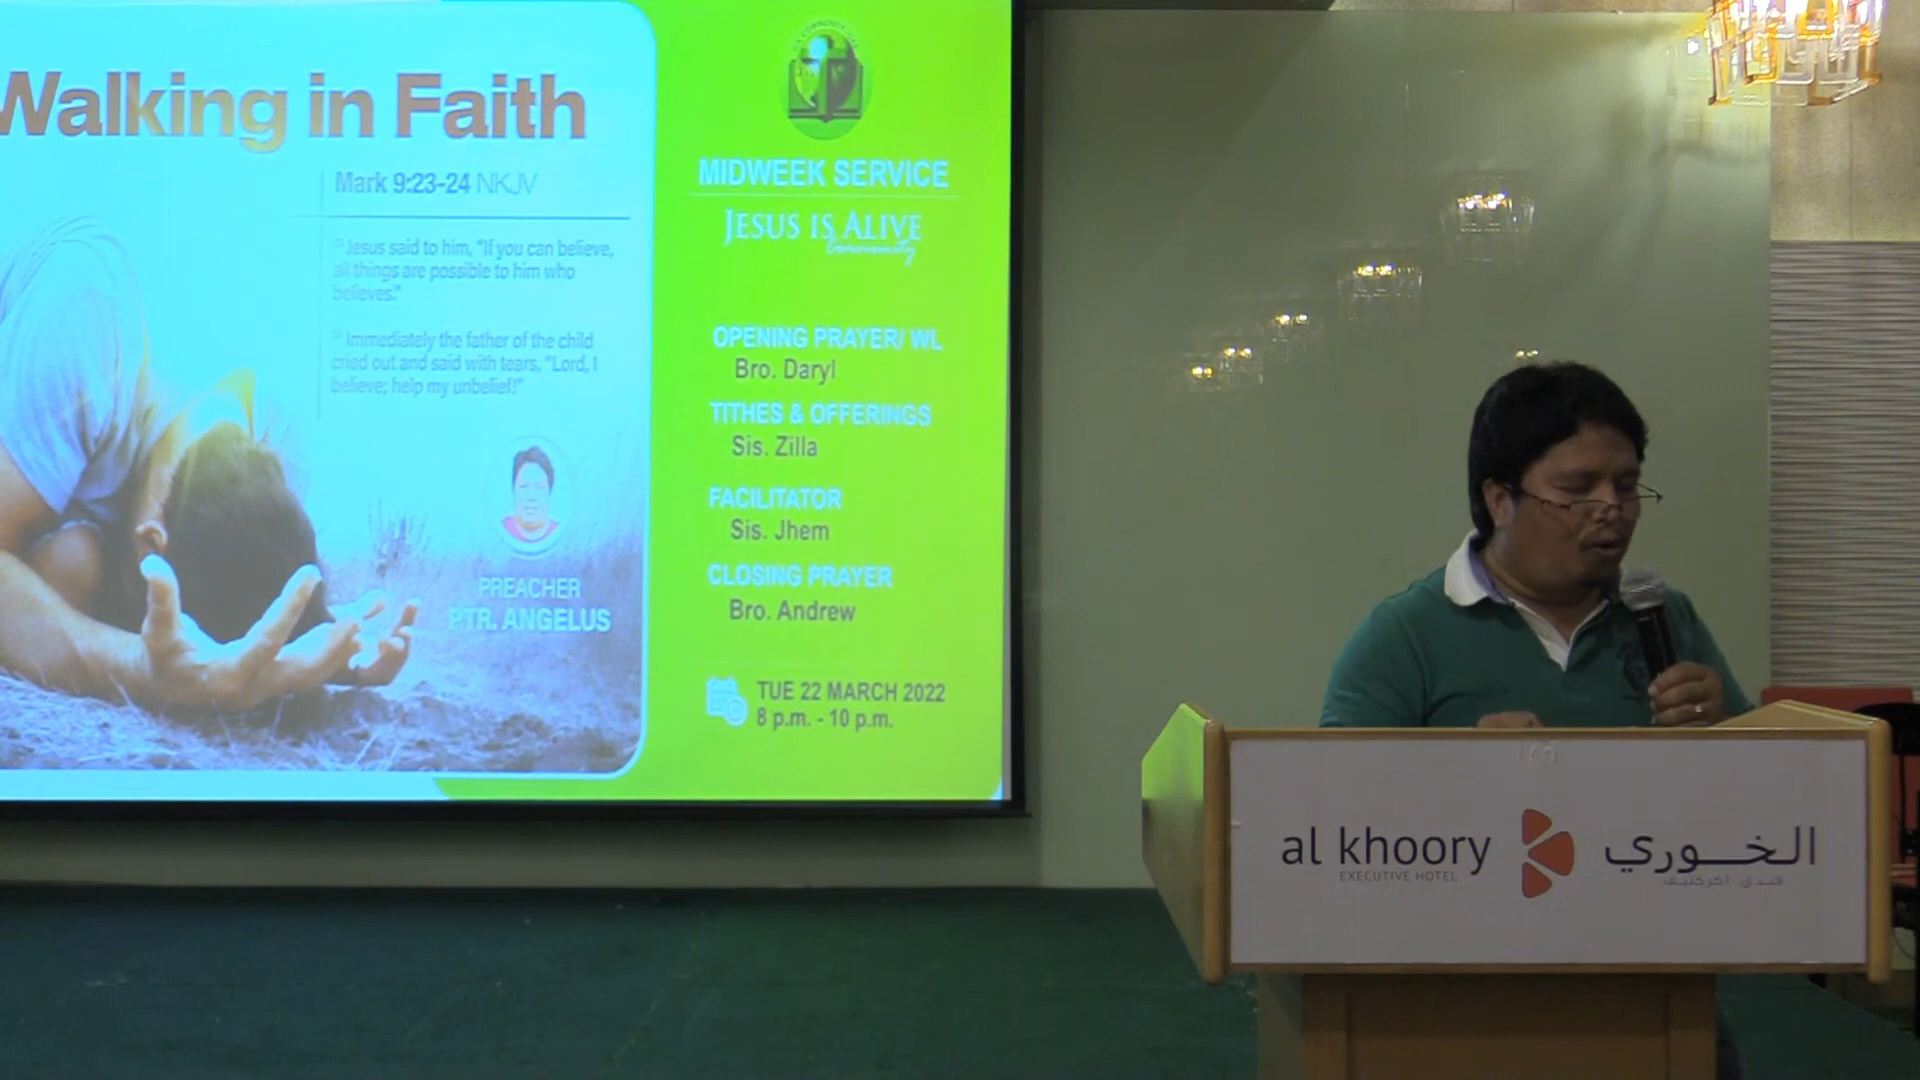 Walking in Faith
Mark 9:23-24 NKJV
23 Jesus said to him, "If you can believe,
all things are possible to him who
believes."
24 Immediately the father of the child
cried out and said with tears, "Lord, I
believe; help my unbelief!"
PREACHER
PTR. ANGELUS
MIDWEEK SERVICE
JESUS IS ALIVE
Community
OPENING PRAYER/ WL
Bro. Daryl
TITHES & OFFERINGS
Sis. Zilla
FACILITATOR
Sis. Jhem
CLOSING PRAYER
Bro. Andrew
TUE 22 MARCH 2022
8 p.m. - 10 p.m.
al khoory
EXECUTIVE HOTEL
الخوري